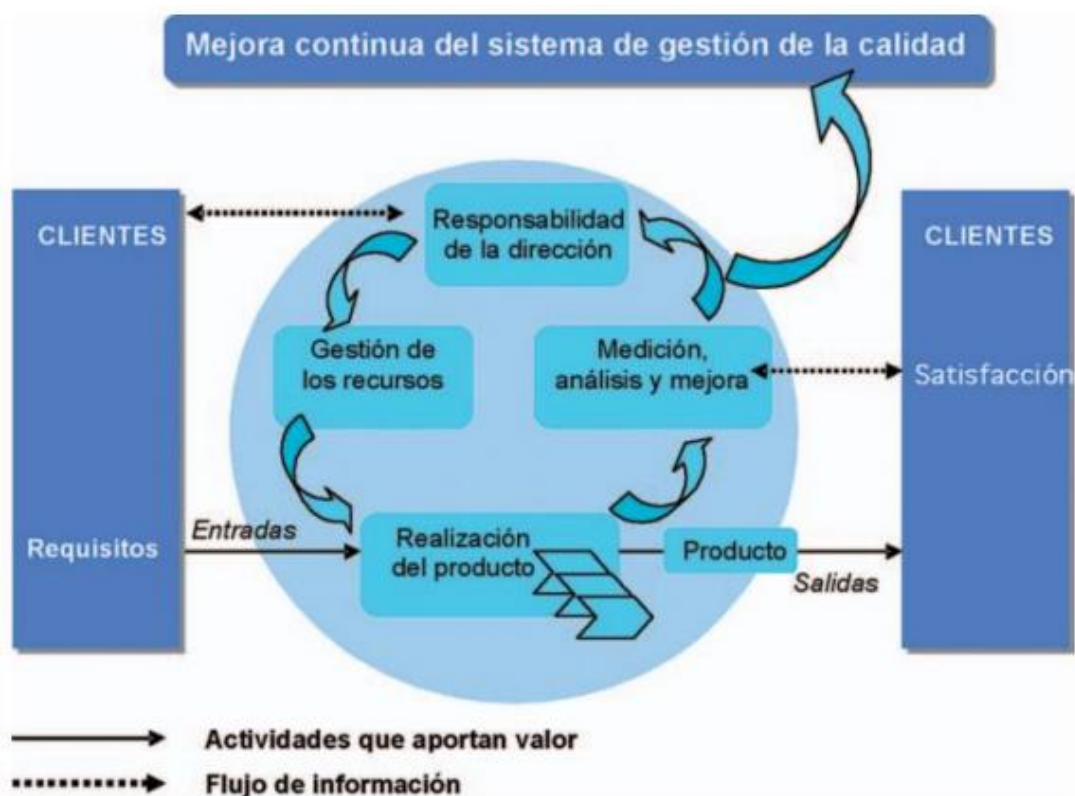 Mejora continua del sistema de gestión de la calidad
CLIENTES
Responsabilidad
de la dirección
CLIENTES
Gestión de
los recursos
Medición,
análisis y mejora
Satisfacción
Requisitos
Entradas
Realización
del producto
Producto
Salidas
Actividades que aportan valor
Flujo de información